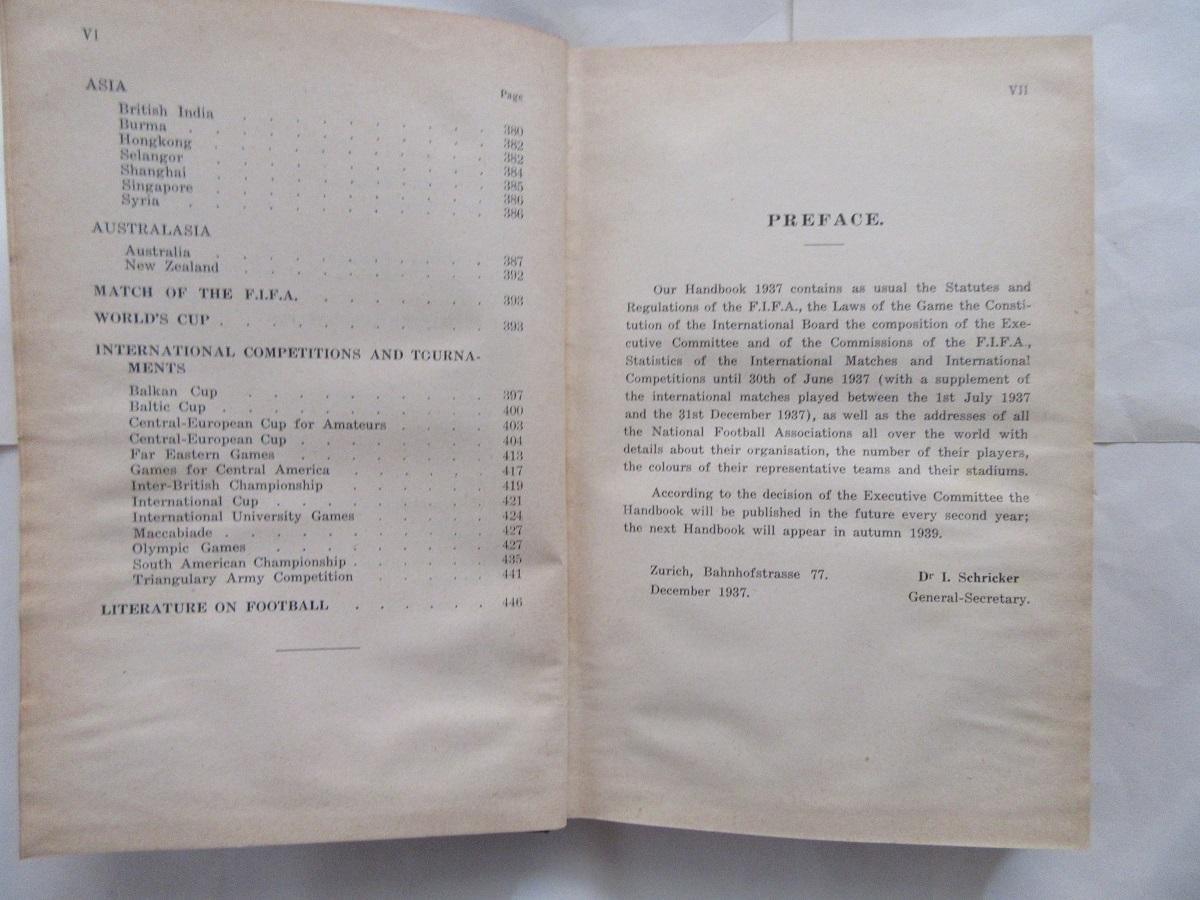 VI
ASIA
Page
British India . . . . . . . . . . 380
Burma . . . . . . . . . . 382
Hongkong . . . . . . . . . . 382
Selangor . . . . . . . . . . 384
Shanghai . . . . . . . . . . 385
Singapore . . . . . . . . . . 386
Syria . . . . . . . . . . 386
AUSTRALASIA
Australia . . . . . . . . . . 387
New Zealand . . . . . . . . . . 392
MATCH OF THE F.I.F.A. . . . . . . . 393
WORLD'S CUP . . . . . . . . . . 393
INTERNATIONAL COMPETITIONS AND TOURNA-
MENTS
Balkan Cup . . . . . . . . . . 397
Baltic Cup . . . . . . . . . . 400
Central-European Cup for Amateurs . . . . 403
Central-European Cup . . . . . . . 404
Far Eastern Games . . . . . . . . 413
Games for Central America . . . . . . 417
Inter-British Championship . . . . . . 419
International Cup . . . . . . . . 421
International University Games . . . . . 424
Maccabiade . . . . . . . . . . 427
Olympic Games . . . . . . . . . 427
South American Championship . . . . . . 435
Triangulary Army Competition . . . . . 441
LITERATURE ON FOOTBALL . . . . . . 446
VII
PREFACE.
Our Handbook 1937 contains as usual the Statutes and
Regulations of the F.I.F.A., the Laws of the Game the Consti-
tution of the International Board the composition of the Exe-
cutive Committee and of the Commissions of the F.I.F.A.,
Statistics of the International Matches and International
Competitions until 30th of June 1937 (with a supplement of
the international matches played between the 1st July 1937
and the 31st December 1937), as well as the addresses of all
the National Football Associations all over the world with
details about their organisation, the number of their players,
the colours of their representative teams and their stadiums.
According to the decision of the Executive Committee the
Handbook will be published in the future every second year;
the next Handbook will appear in autumn 1939.
Zurich, Bahnhofstrasse 77.
December 1937.
Dr I. Schricker
General-Secretary.